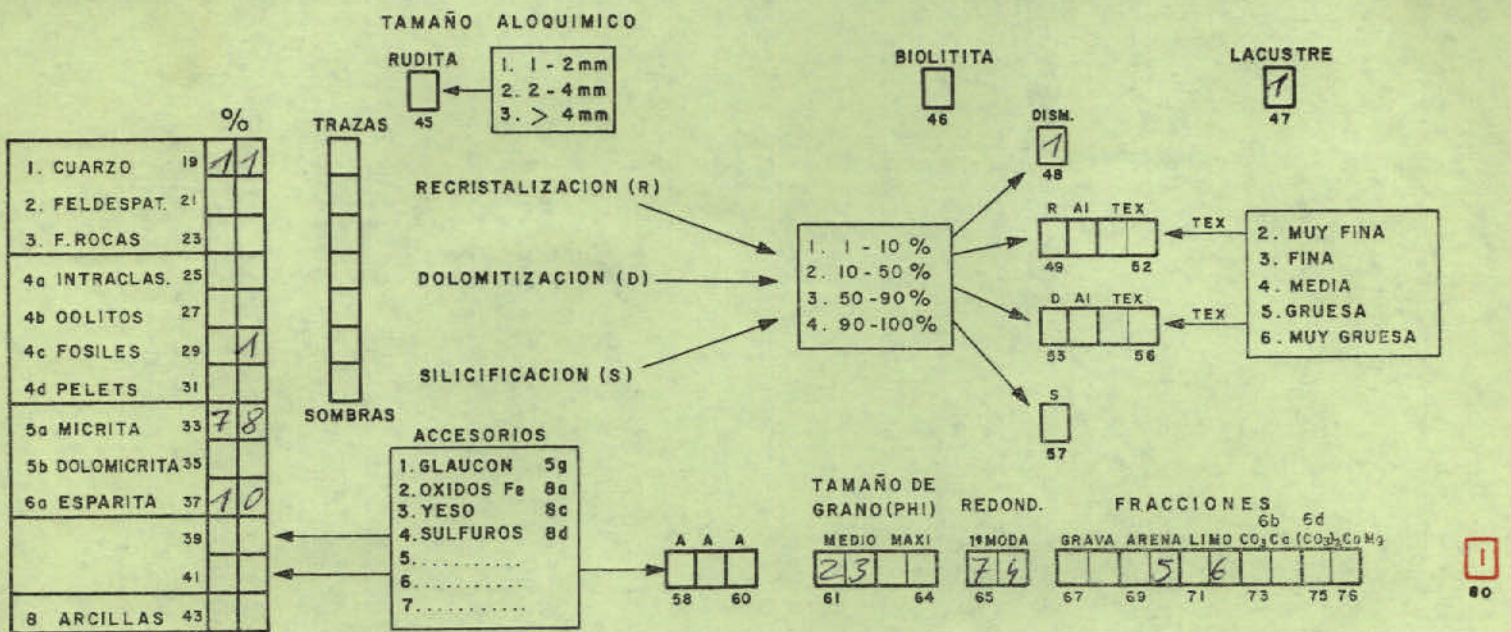 TAMAÑO ALOQUIMICO
RUDITA
45
1. 1 - 2mm
2. 2 - 4mm
3. > 4mm
BIOLITITA
46
LACUSTRE
1
47
%
1. CUARZO 19 1 1
2. FELDESPAT. 21
3. F. ROCAS 23
4a INTRACLAS. 25
4b OOLITOS 27
4c FOSILES 29 1
4d PELETS 31
5a MICRITA 33 7 8
5b DOLOMICRITA 35
6a ESPARITA 37 1 0
39
41
8 ARCILLAS 43
TRAZAS
SOMBRAS
RECRISTALIZACION (R)
DOLOMITIZACION (D)
SILICIFICACION (S)
1. 1 - 10 %
2. 10 - 50 %
3. 50 - 90 %
4. 90 - 100%
DISM.
1
48
R AI TEX
49 52
D AI TEX
53 56
S
57
TEX
TEX
2. MUY FINA
3. FINA
4. MEDIA
5. GRUESA
6. MUY GRUESA
ACCESORIOS
1. GLAUCON 5g
2. OXIDOS Fe 8a
3. YESO 8c
4. SULFUROS 8d
5............
6............
7............
A A A
58 60
TAMAÑO DE
GRANO (PHI)
MEDIO MAXI
2 3
61 64
REDOND.
1ª MODA
7 4
65
FRACCIONES
6b 6d
GRAVA ARENA LIMO CO₃Ca (CO₃)₂CaMg
5 6
67 69 71 73 75 76
1
80